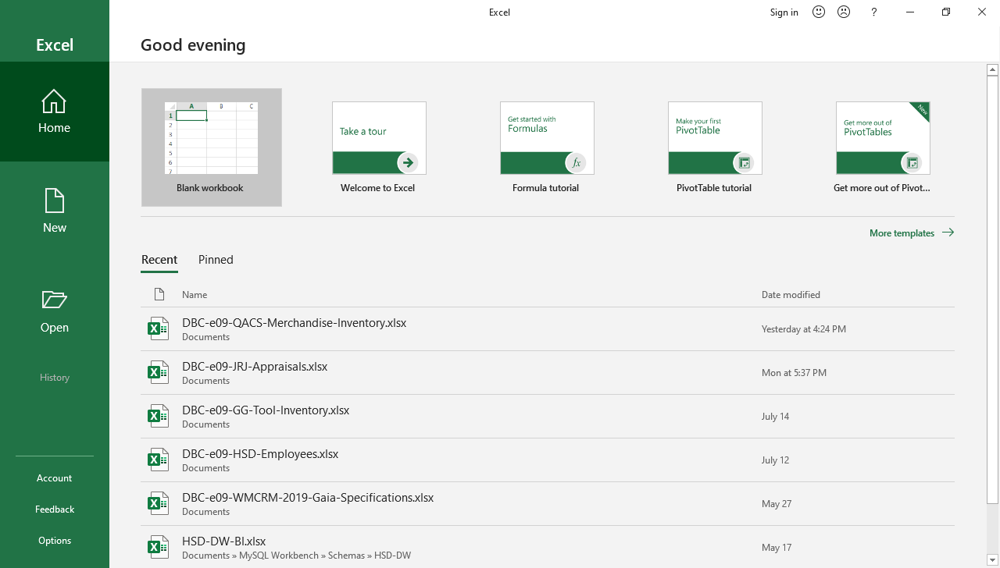 Excel
Sign in
?
Excel
Good evening
Home
New
Open
History
Account
Feedback
Options
A B C
1
2
3
4
5
6
7
Blank workbook
Take a tour
Welcome to Excel
Get started with
Formulas
fx
Formula tutorial
Make your first
PivotTable
PivotTable tutorial
New
Get more out of
PivotTables
Get more out of Pivot...
More templates
Recent Pinned
Name Date modified
DBC-e09-QACS-Merchandise-Inventory.xlsx
Documents
Yesterday at 4:24 PM
DBC-e09-JRJ-Appraisals.xlsx
Documents
Mon at 5:37 PM
DBC-e09-GG-Tool-Inventory.xlsx
Documents
July 14
DBC-e09-HSD-Employees.xlsx
Documents
July 12
DBC-e09-WMCRM-2019-Gaia-Specifications.xlsx
Documents
May 27
HSD-DW-BI.xlsx
Documents » MySQL Workbench » Schemas » HSD-DW
May 17